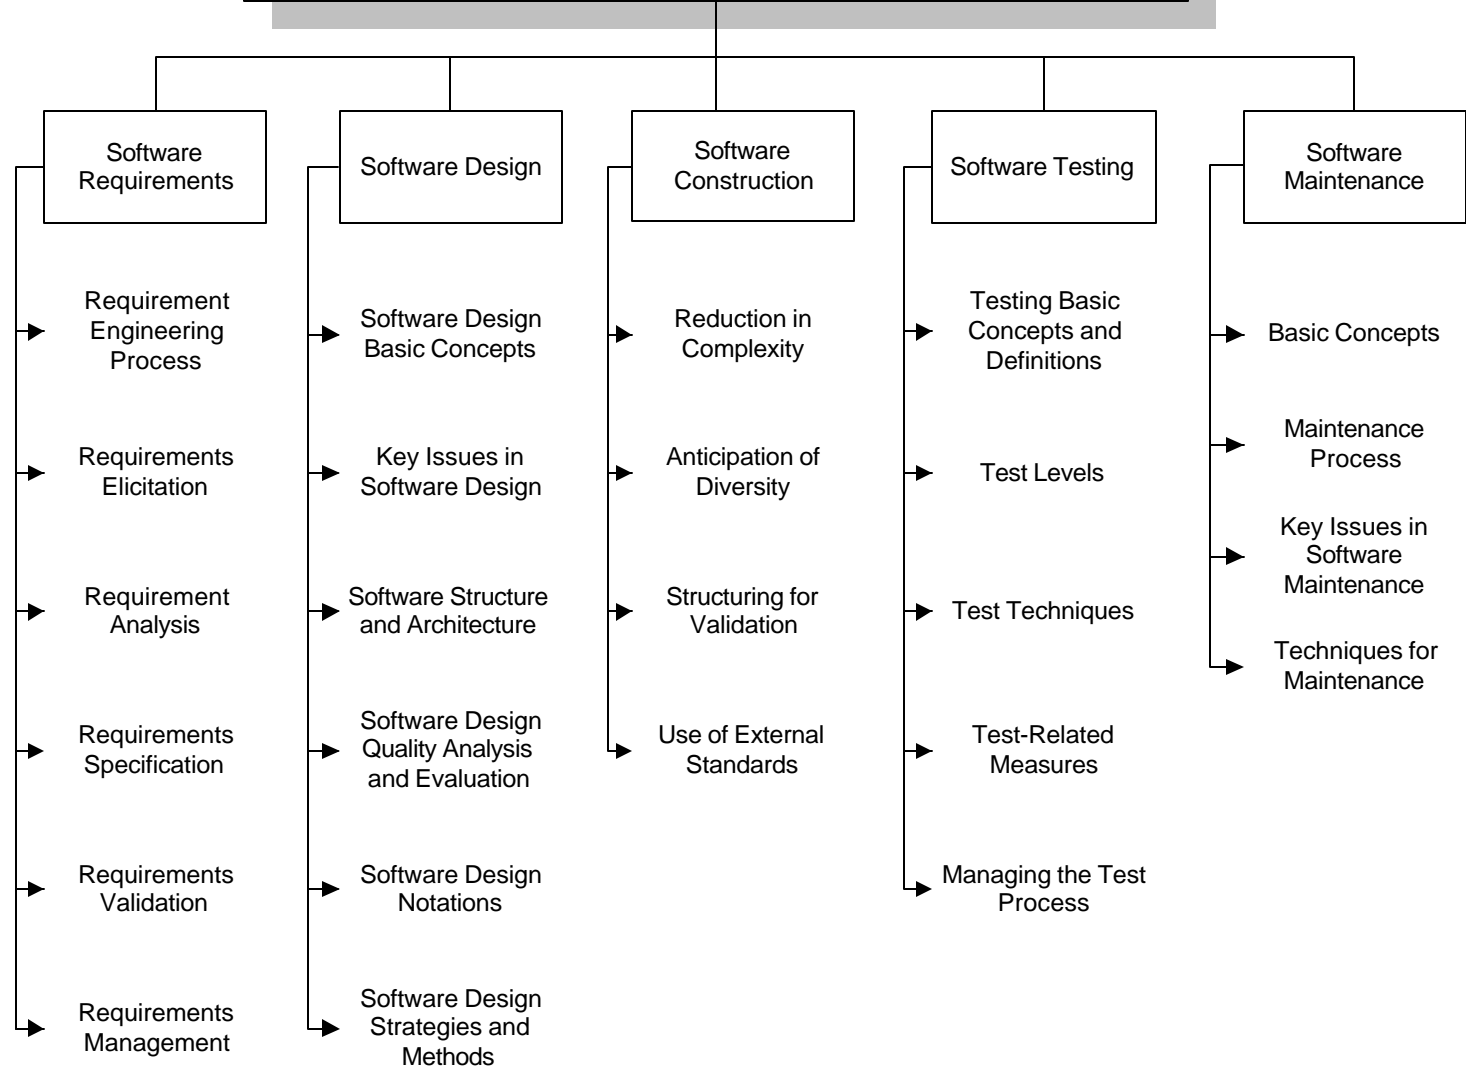 Software
Requirements
Requirement
Engineering
Process
Requirements
Elicitation
Requirement
Analysis
Requirements
Specification
Requirements
Validation
Requirements
Management
Software Design
Software Design
Basic Concepts
Key Issues in
Software Design
Software Structure
and Architecture
Software Design
Quality Analysis
and Evaluation
Software Design
Notations
Software Design
Strategies and
Methods
Software
Construction
Reduction in
Complexity
Anticipation of
Diversity
Structuring for
Validation
Use of External
Standards
Software Testing
Testing Basic
Concepts and
Definitions
Test Levels
Test Techniques
Test-Related
Measures
Managing the Test
Process
Software
Maintenance
Basic Concepts
Maintenance
Process
Key Issues in
Software
Maintenance
Techniques for
Maintenance